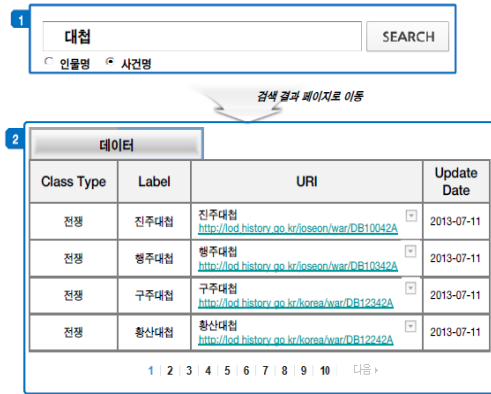 1
대첩
SEARCH
인물명 사건명
검색 결과 페이지로 이동
2
데이터
Class Type Label URI Update Date
전쟁 진주대첩 진주대첩 2013-07-11
http://lod.history.go.kr/joseon/war/DB10042A
전쟁 행주대첩 행주대첩 2013-07-11
http://lod.history.go.kr/joseon/war/DB10342A
전쟁 구주대첩 구주대첩 2013-07-11
http://lod.history.go.kr/korea/war/DB12342A
전쟁 황산대첩 황산대첩 2013-07-11
http://lod.history.go.kr/korea/war/DB12242A
1 2 3 4 5 6 7 8 9 10 다음